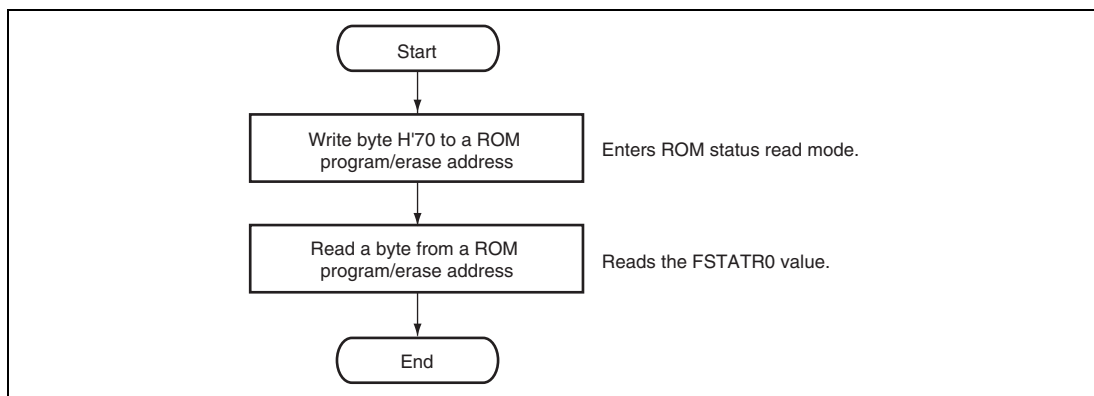 Start
Write byte H'70 to a ROM
program/erase address
Enters ROM status read mode.
Read a byte from a ROM
program/erase address
Reads the FSTATR0 value.
End